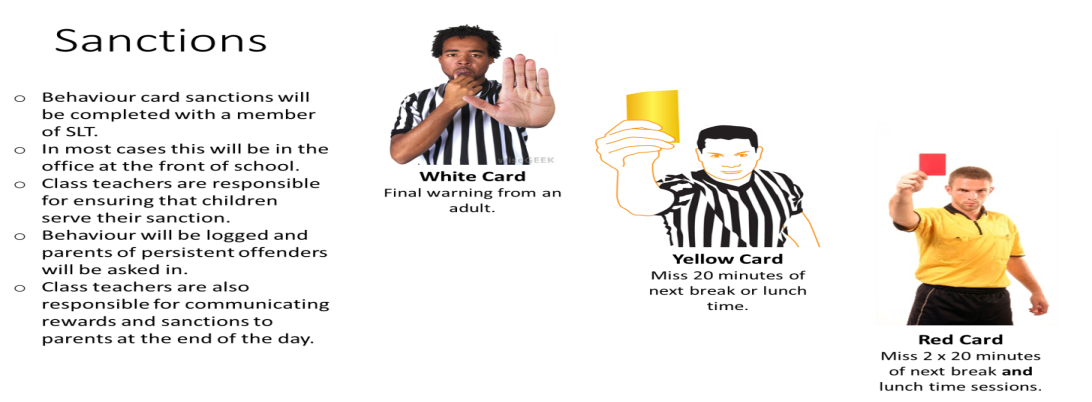 Sanctions
o Behaviour card sanctions will
be completed with a member
of SLT.
o In most cases this will be in the
office at the front of school.
o Class teachers are responsible
for ensuring that children
serve their sanction.
o Behaviour will be logged and
parents of persistent offenders
will be asked in.
o Class teachers are also
responsible for communicating
rewards and sanctions to
parents at the end of the day.
White Card
Final warning from an
adult.
Yellow Card
Miss 20 minutes of
next break or lunch
time.
Red Card
Miss 2 x 20 minutes
of next break and
lunch time sessions.